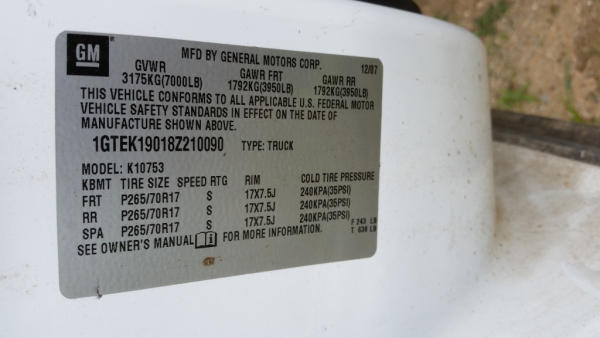 GM
MFD BY GENERAL MOTORS CORP. 12/07
GVWR GAWR FRT GAWR RR
3175KG(7000LB) 1792KG(3950LB) 1792KG(3950LB)
THIS VEHICLE CONFORMS TO ALL APPLICABLE U.S. FEDERAL MOTOR
VEHICLE SAFETY STANDARDS IN EFFECT ON THE DATE OF
MANUFACTURE SHOWN ABOVE.
1GTEK19018Z210090 TYPE: TRUCK
MODEL: K10753
KBMT TIRE SIZE SPEED RTG RIM COLD TIRE PRESSURE
FRT P265/70R17 S 17X7.5J 240KPA(35PSI)
RR P265/70R17 S 17X7.5J 240KPA(35PSI)
SPA P265/70R17 S 17X7.5J 240KPA(35PSI)
F 243 LB
T 638 LB
SEE OWNER'S MANUAL FOR MORE INFORMATION.